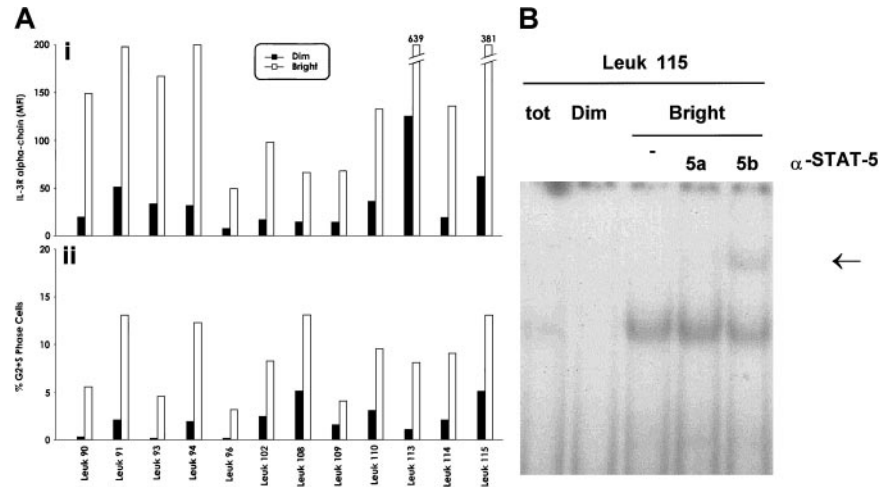 A
i
200
150
100
50
0
IL-3R alpha-chain (MFI)
Dim
Bright
639
381
ii
20
15
10
5
0
% G2+S Phase Cells
Leuk 90
Leuk 91
Leuk 93
Leuk 94
Leuk 96
Leuk 102
Leuk 108
Leuk 109
Leuk 110
Leuk 113
Leuk 114
Leuk 115
B
Leuk 115
tot Dim Bright
- 5a 5b α-STAT-5
←